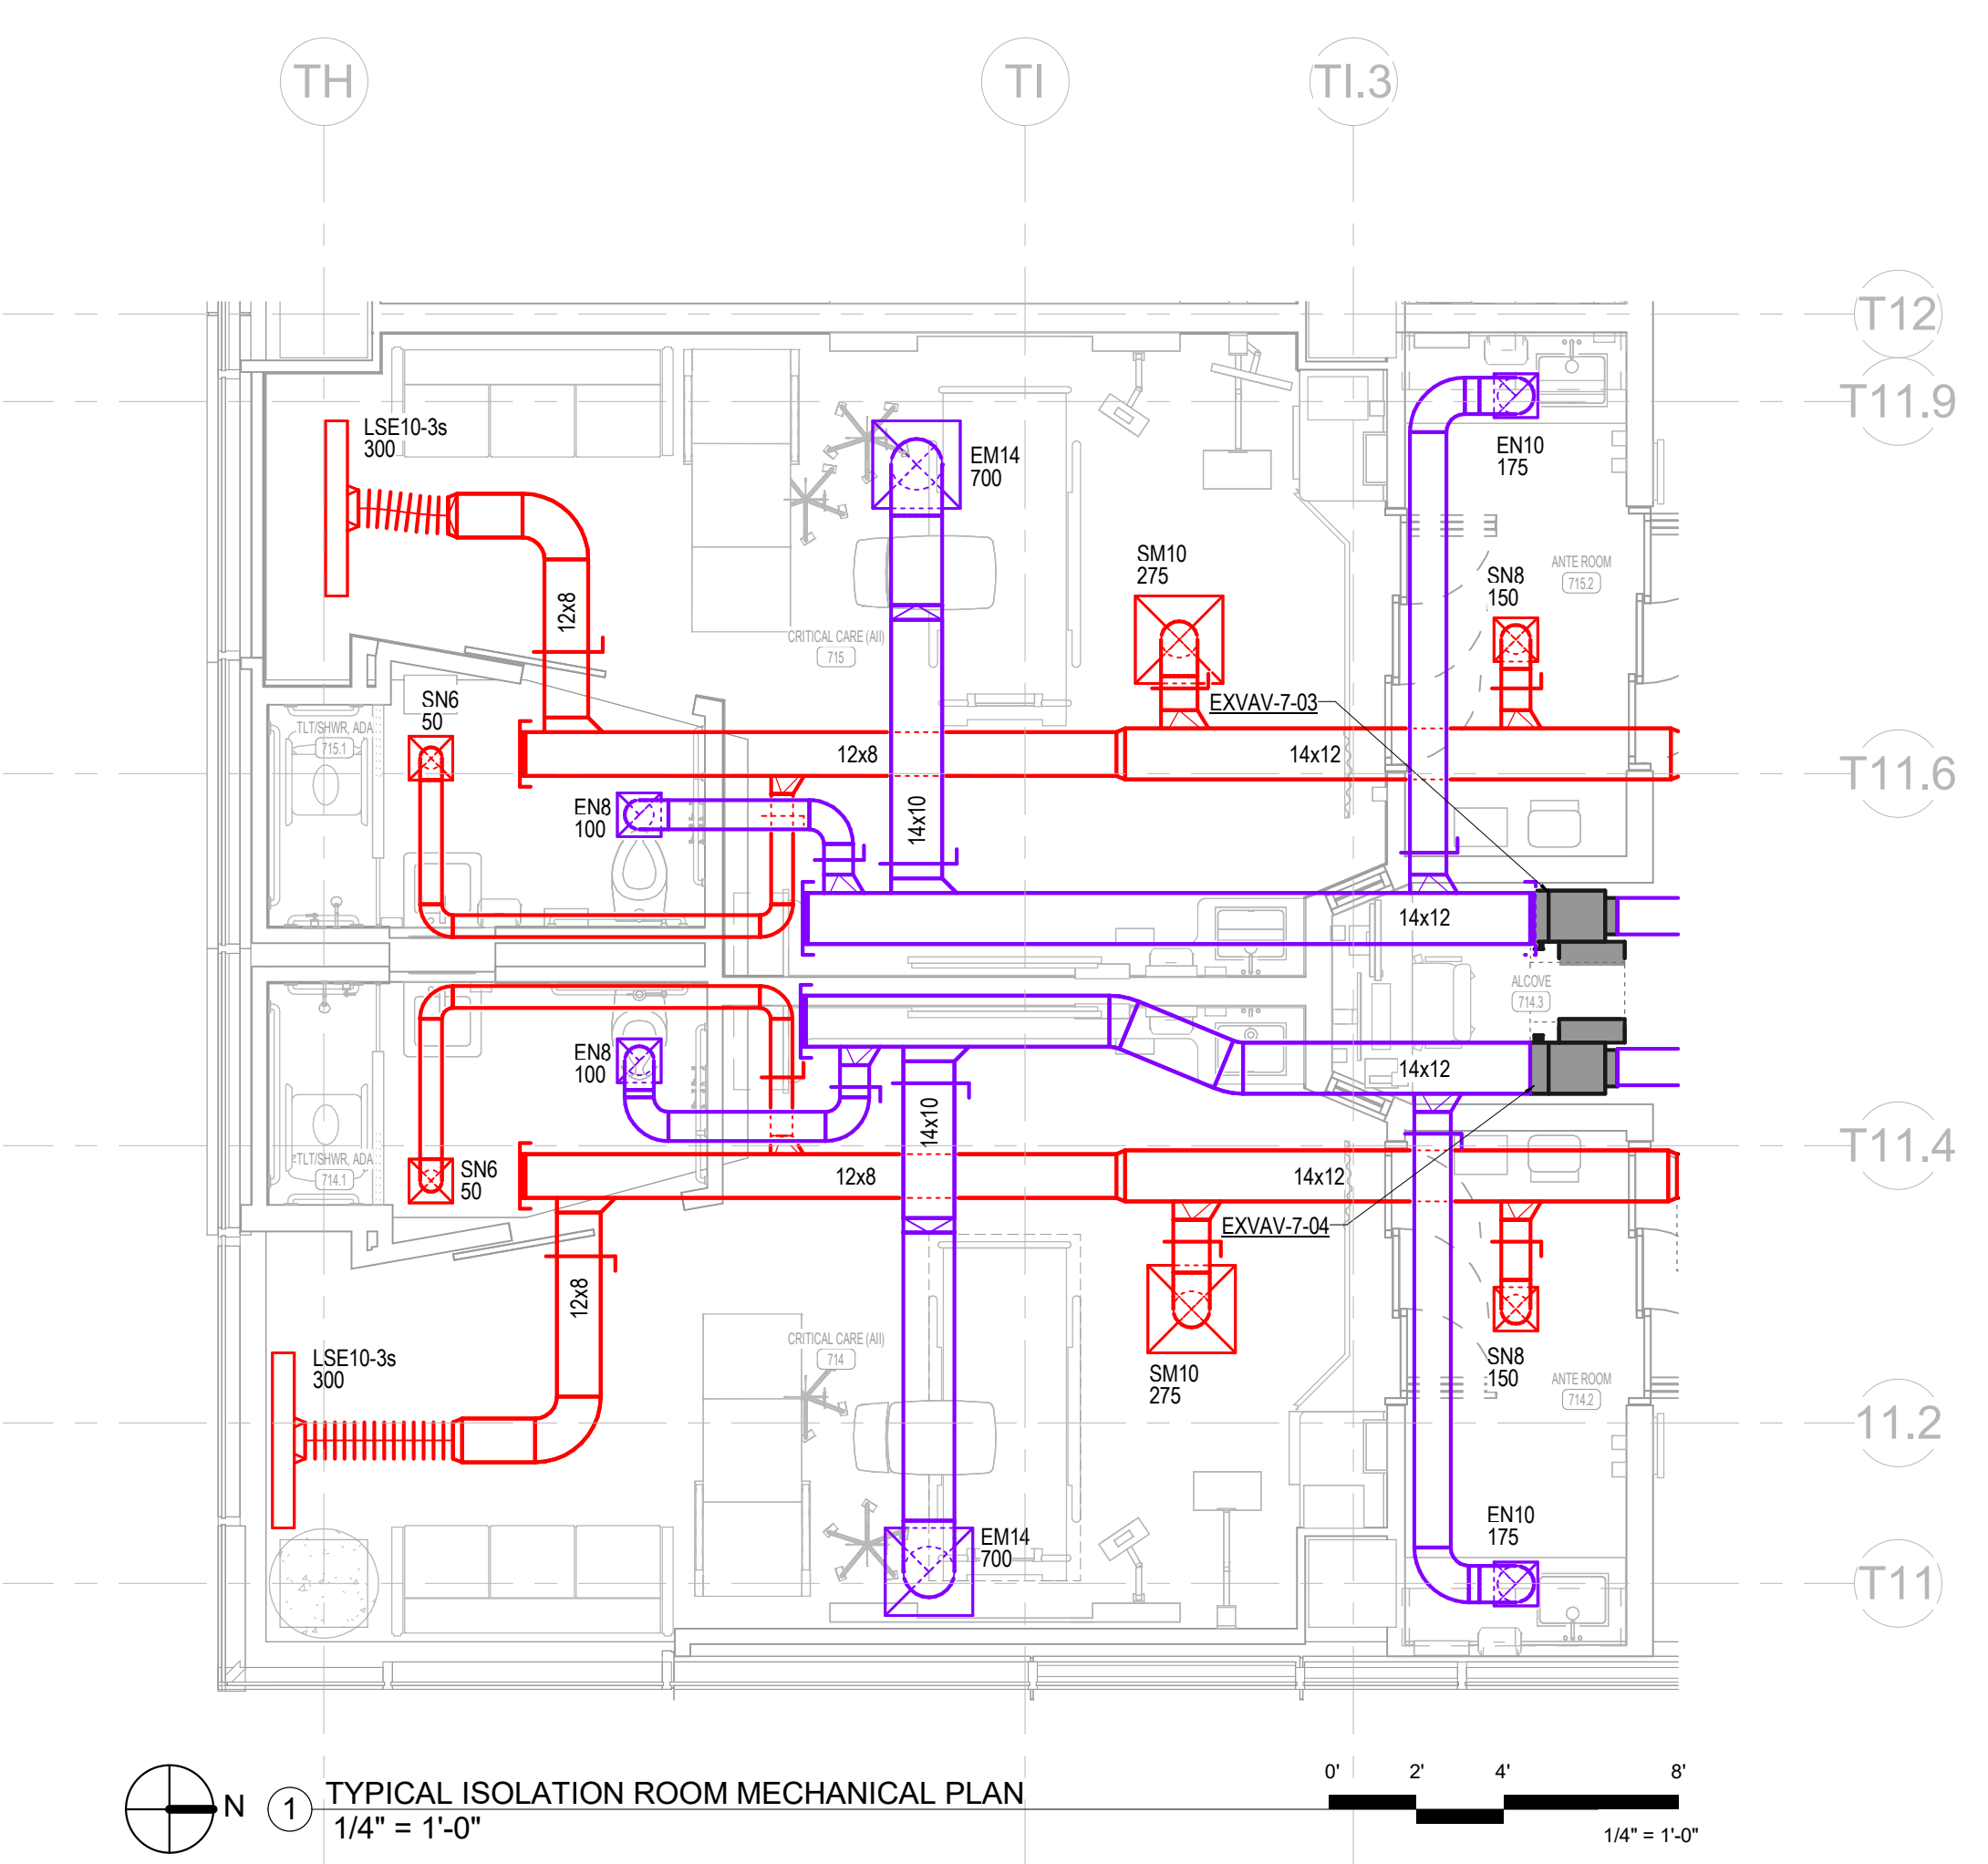 TH
TI
TI.3
T12
T11.9
LSE10-3s
300
EM14
700
EN10
175
SM10
275
SN8
150
ANTE ROOM
715.2
12x8
CRITICAL CARE (AII)
715
EXVAV-7-03
SN6
50
TLT/SHWR, ADA
715.1
12x8
14x12
T11.6
EN8
100
14x10
14x12
ALCOVE
714.3
EN8
100
14x12
14x10
T11.4
TLT/SHWR, ADA
714.1
SN6
50
12x8
14x12
EXVAV-7-04
12x8
CRITICAL CARE (AII)
714
LSE10-3s
300
SM10
275
SN8
150
ANTE ROOM
714.2
11.2
EN10
175
EM14
700
T11
N
1
TYPICAL ISOLATION ROOM MECHANICAL PLAN
1/4" = 1'-0"
0' 2' 4' 8'
1/4" = 1'-0"